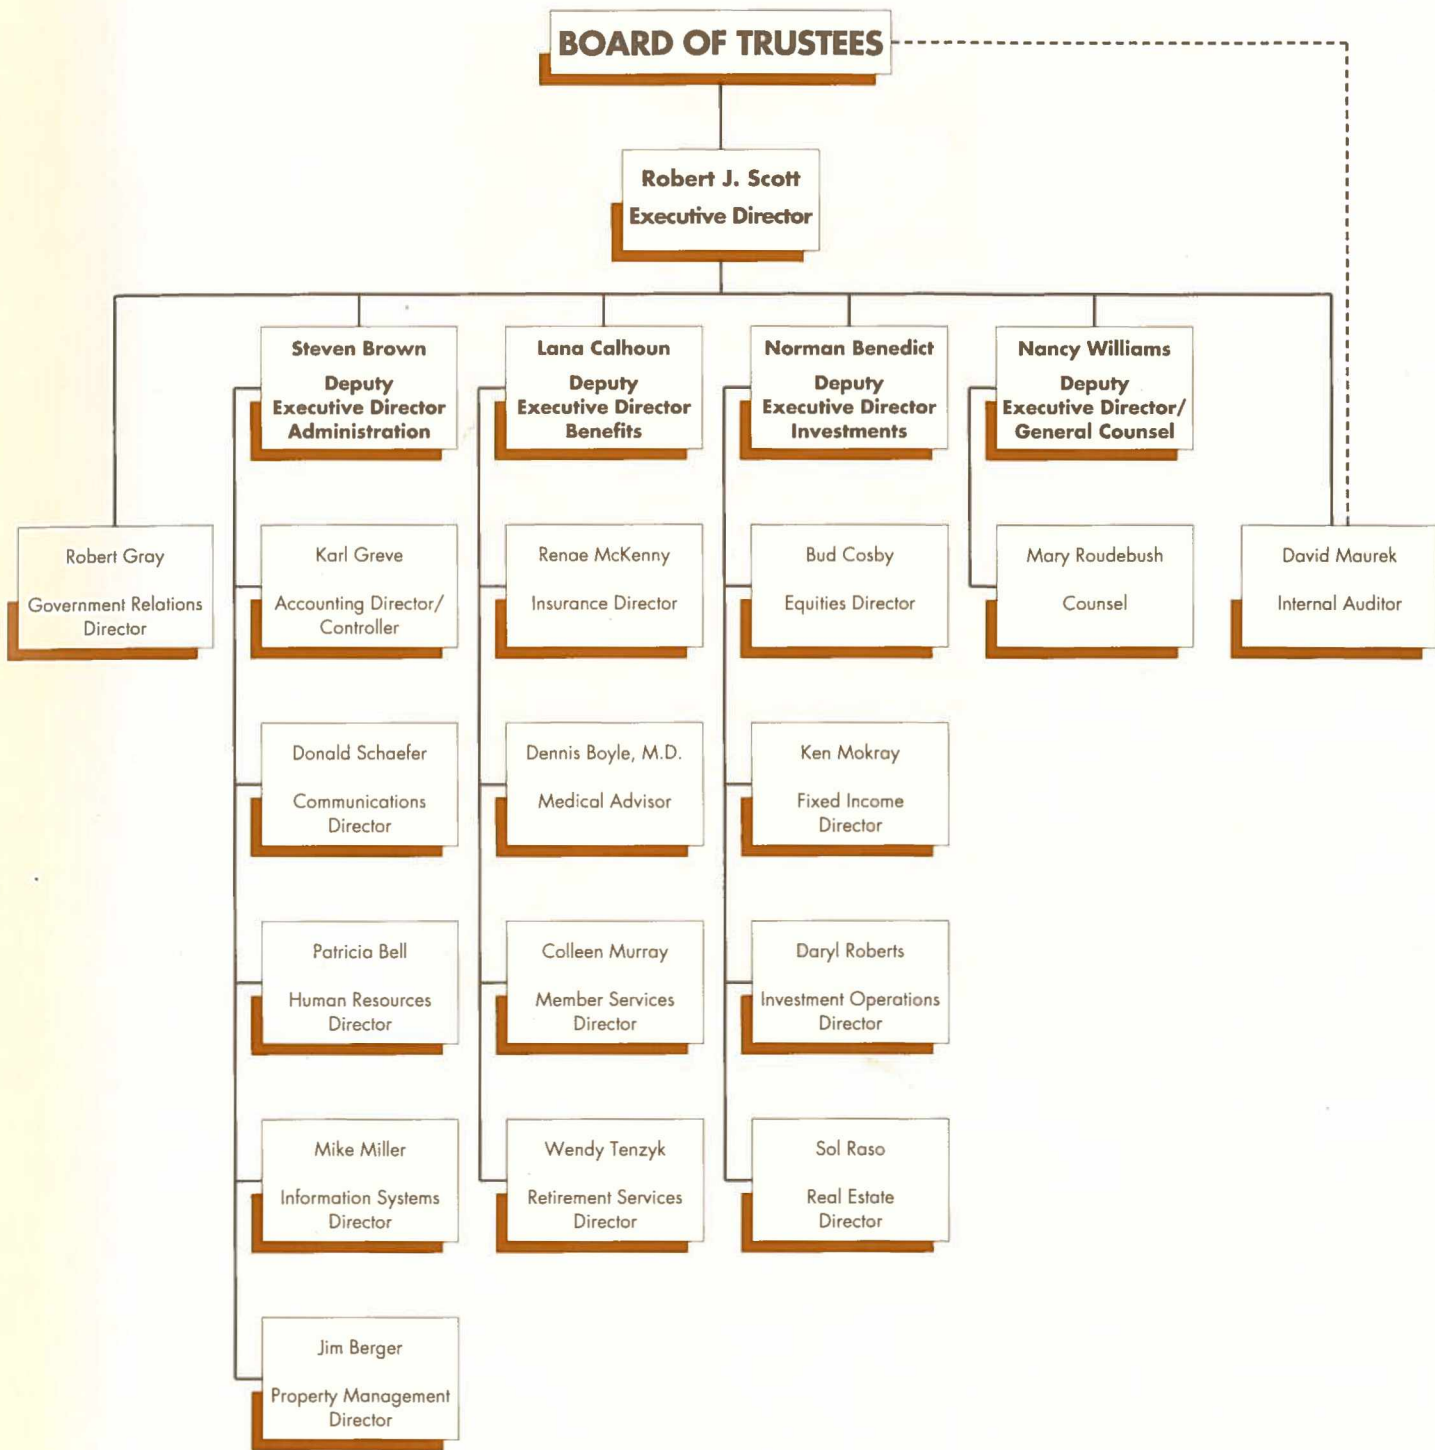 BOARD OF TRUSTEES
Robert J. Scott
Executive Director
Steven Brown
Deputy
Executive Director
Administration
Lana Calhoun
Deputy
Executive Director
Benefits
Norman Benedict
Deputy
Executive Director
Investments
Nancy Williams
Deputy
Executive Director/
General Counsel
Robert Gray
Government Relations
Director
Karl Greve
Accounting Director/
Controller
Renae McKenny
Insurance Director
Bud Cosby
Equities Director
Mary Roudebush
Counsel
David Maurek
Internal Auditor
Donald Schaefer
Communications
Director
Dennis Boyle, M.D.
Medical Advisor
Ken Mokray
Fixed Income
Director
Patricia Bell
Human Resources
Director
Colleen Murray
Member Services
Director
Daryl Roberts
Investment Operations
Director
Mike Miller
Information Systems
Director
Wendy Tenzyk
Retirement Services
Director
Sol Raso
Real Estate
Director
Jim Berger
Property Management
Director